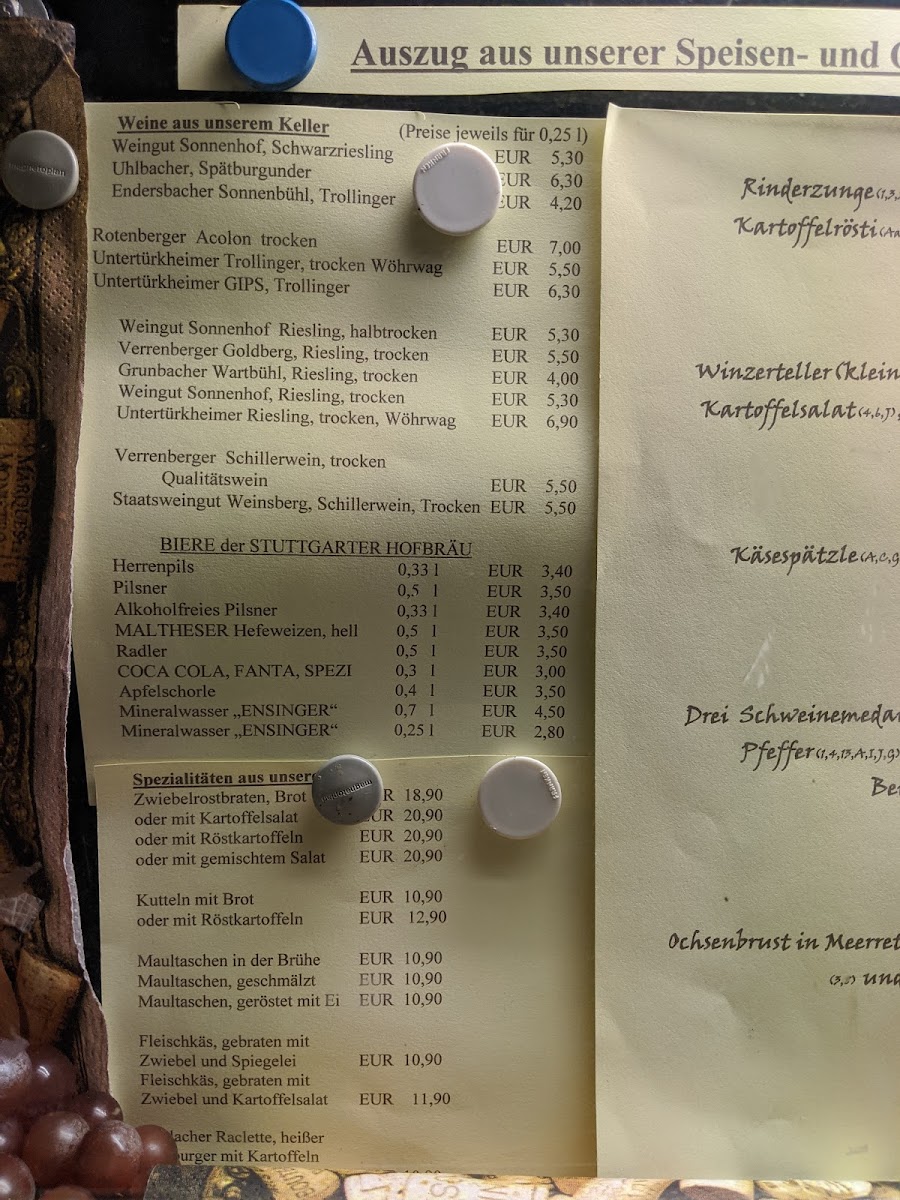 Auszug aus unserer Speisen- und
Weine aus unserem Keller (Preise jeweils für 0,25 l)
Weingut Sonnenhof, Schwarzriesling EUR 5,30
Uhlbacher, Spätburgunder EUR 6,30
Endersbacher Sonnenbühl, Trollinger EUR 4,20
Rotenberger Acolon trocken EUR 7,00
Untertürkheimer Trollinger, trocken Wöhrwag EUR 5,50
Untertürkheimer GIPS, Trollinger EUR 6,30
Weingut Sonnenhof Riesling, halbtrocken EUR 5,30
Verrenberger Goldberg, Riesling, trocken EUR 5,50
Grunbacher Wartbühl, Riesling, trocken EUR 4,00
Weingut Sonnenhof, Riesling, trocken EUR 5,30
Untertürkheimer Riesling, trocken, Wöhrwag EUR 6,90
Verrenberger Schillerwein, trocken
Qualitätswein EUR 5,50
Staatsweingut Weinsberg, Schillerwein, Trocken EUR 5,50
BIERE der STUTTGARTER HOFBRÄU
Herrenpils 0,33 l EUR 3,40
Pilsner 0,5 l EUR 3,50
Alkoholfreies Pilsner 0,33 l EUR 3,40
MALTHESER Hefeweizen, hell 0,5 l EUR 3,50
Radler 0,5 l EUR 3,50
COCA COLA, FANTA, SPEZI 0,3 l EUR 3,00
Apfelschorle 0,4 l EUR 3,50
Mineralwasser „ENSINGER“ 0,7 l EUR 4,50
Mineralwasser „ENSINGER“ 0,25 l EUR 2,80
Spezialitäten aus unsere
Zwiebelrostbraten, Brot R 18,90
oder mit Kartoffelsalat EUR 20,90
oder mit Röstkartoffeln EUR 20,90
oder mit gemischtem Salat EUR 20,90
Kutteln mit Brot EUR 10,90
oder mit Röstkartoffeln EUR 12,90
Maultaschen in der Brühe EUR 10,90
Maultaschen, geschmälzt EUR 10,90
Maultaschen, geröstet mit Ei EUR 10,90
Fleischkäs, gebraten mit
Zwiebel und Spiegelei EUR 10,90
Fleischkäs, gebraten mit
Zwiebel und Kartoffelsalat EUR 11,90
lacher Raclette, heißer
burger mit Kartoffeln
Rinderzunge
Kartoffelrösti
Winzerteller (klein
Kartoffelsalat (4,6,J)
Käsespätzle (A,C,G
Drei Schweinemeda
Pfeffer (1,4,13,A,I,J,G)
Be
Ochsenbrust in Meerret
und
magnetoplan